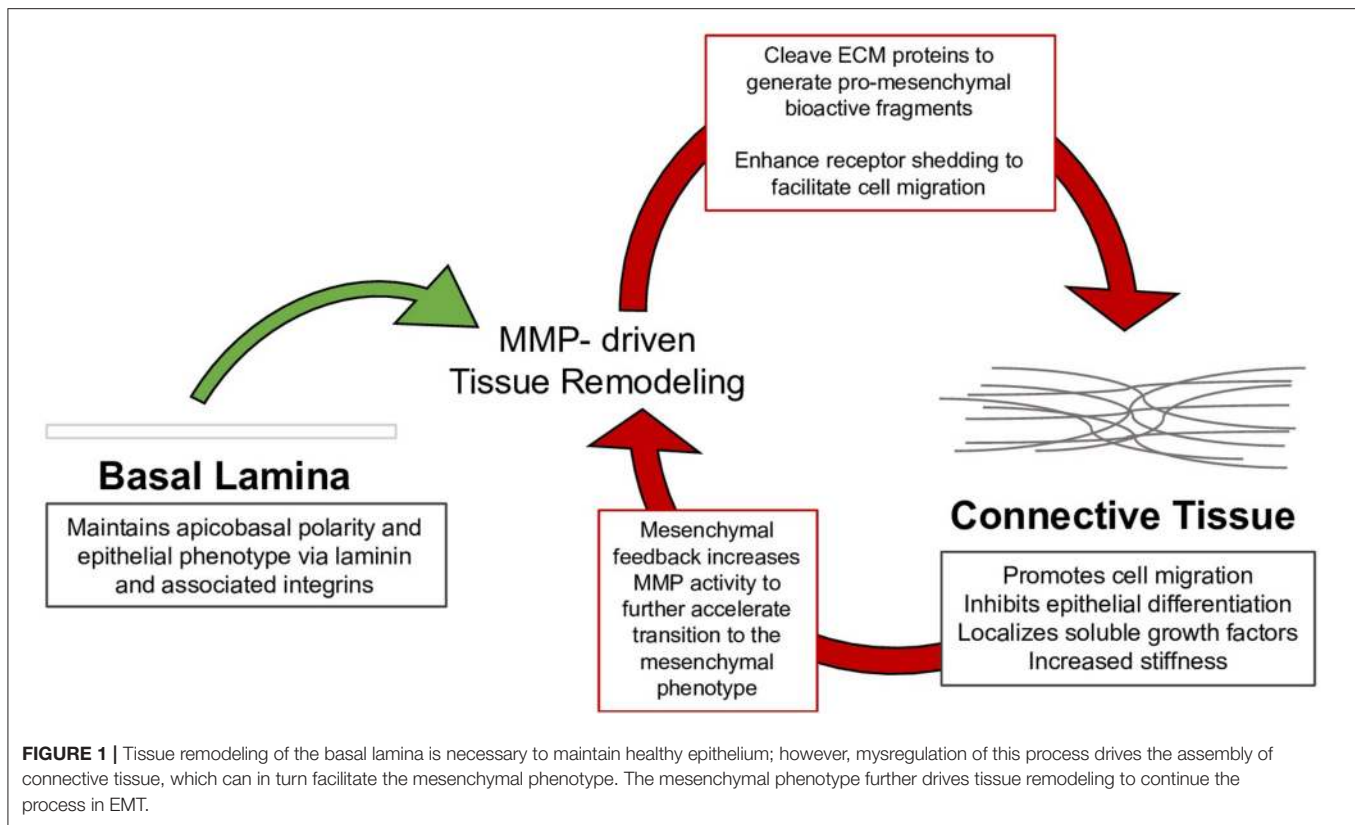 Cleave ECM proteins to
generate pro-mesenchymal
bioactive fragments
Enhance receptor shedding to
facilitate cell migration
MMP- driven
Tissue Remodeling
Basal Lamina
Maintains apicobasal polarity and
epithelial phenotype via laminin
and associated integrins
Mesenchymal
feedback increases
MMP activity to
further accelerate
transition to the
mesenchymal
phenotype
Connective Tissue
Promotes cell migration
Inhibits epithelial differentiation
Localizes soluble growth factors
Increased stiffness
FIGURE 1 | Tissue remodeling of the basal lamina is necessary to maintain healthy epithelium; however, mysregulation of this process drives the assembly of
connective tissue, which can in turn facilitate the mesenchymal phenotype. The mesenchymal phenotype further drives tissue remodeling to continue the
process in EMT.